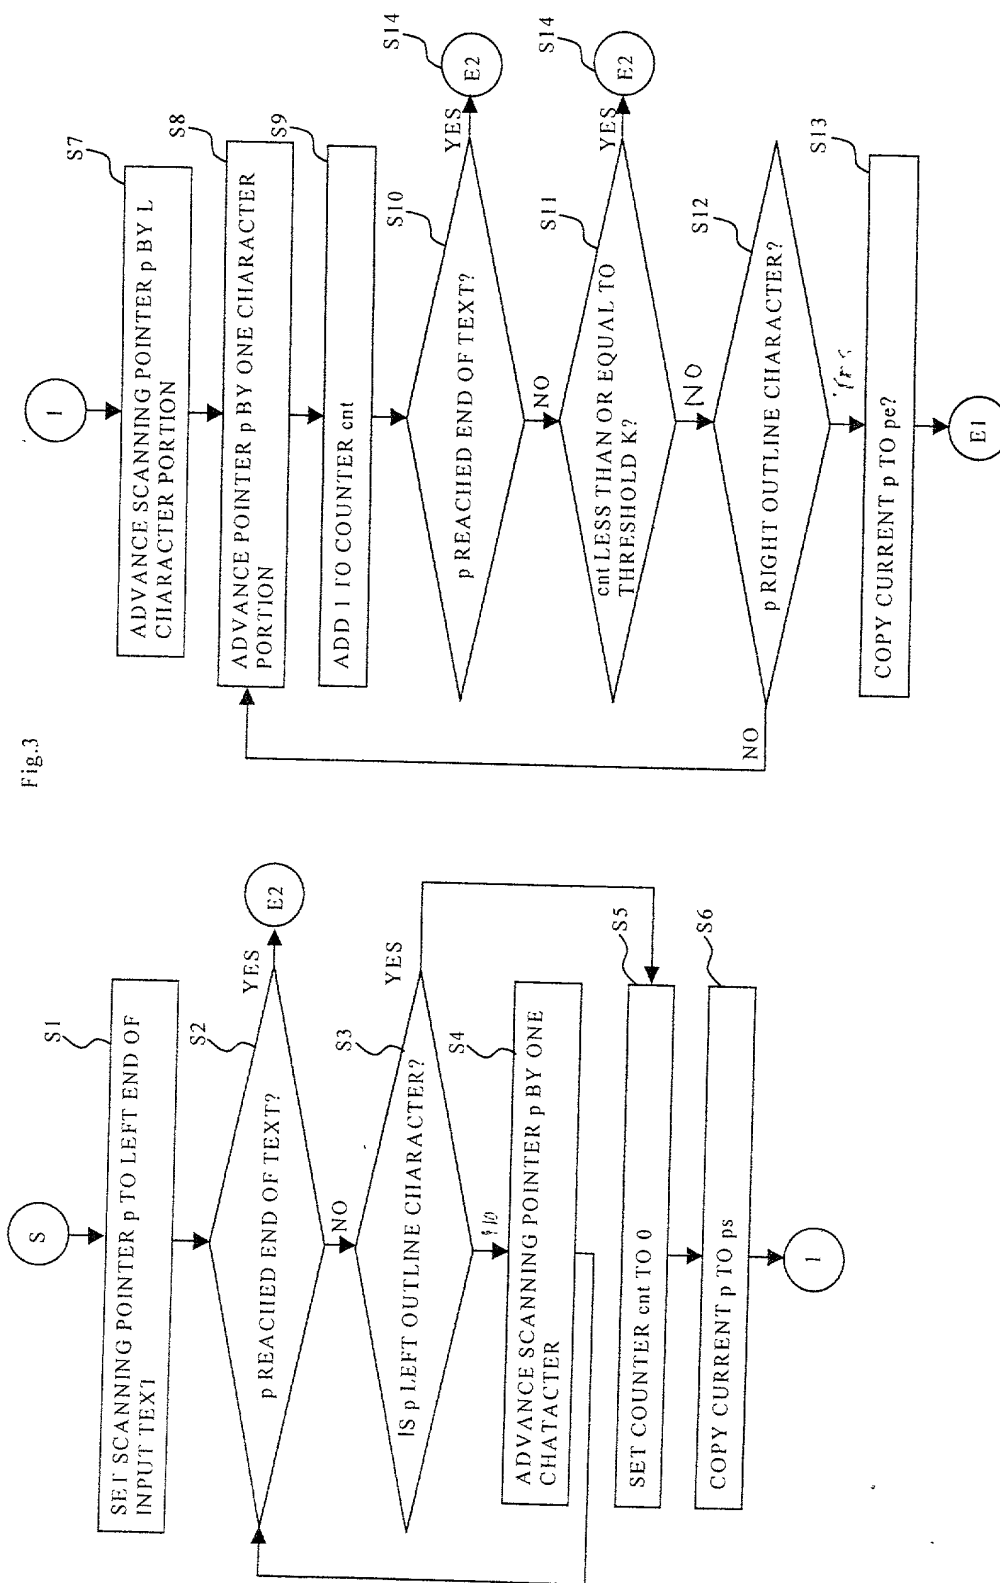 Fig.3
S
S1
SET SCANNING POINTER p TO LEFT END OF
INPUT TEXT
S2
p REACHED END OF TEXT?
YES
E2
NO
S3
IS p LEFT OUTLINE CHARACTER?
YES
NO
S4
ADVANCE SCANNING POINTER p BY ONE
CHATACTER
S5
SET COUNTER cnt TO 0
S6
COPY CURRENT p TO ps
1
1
S7
ADVANCE SCANNING POINTER p BY L
CHARACTER PORTION
S8
ADVANCE POINTER p BY ONE CHARACTER
PORTION
S9
ADD 1 TO COUNTER cnt
S10
p REACHED END OF TEXT?
YES
E2
S14
NO
S11
cnt LESS THAN OR EQUAL TO
THRESHOLD K?
YES
E2
S14
NO
S12
p RIGHT OUTLINE CHARACTER?
NO
Yes
S13
COPY CURRENT p TO pe?
E1